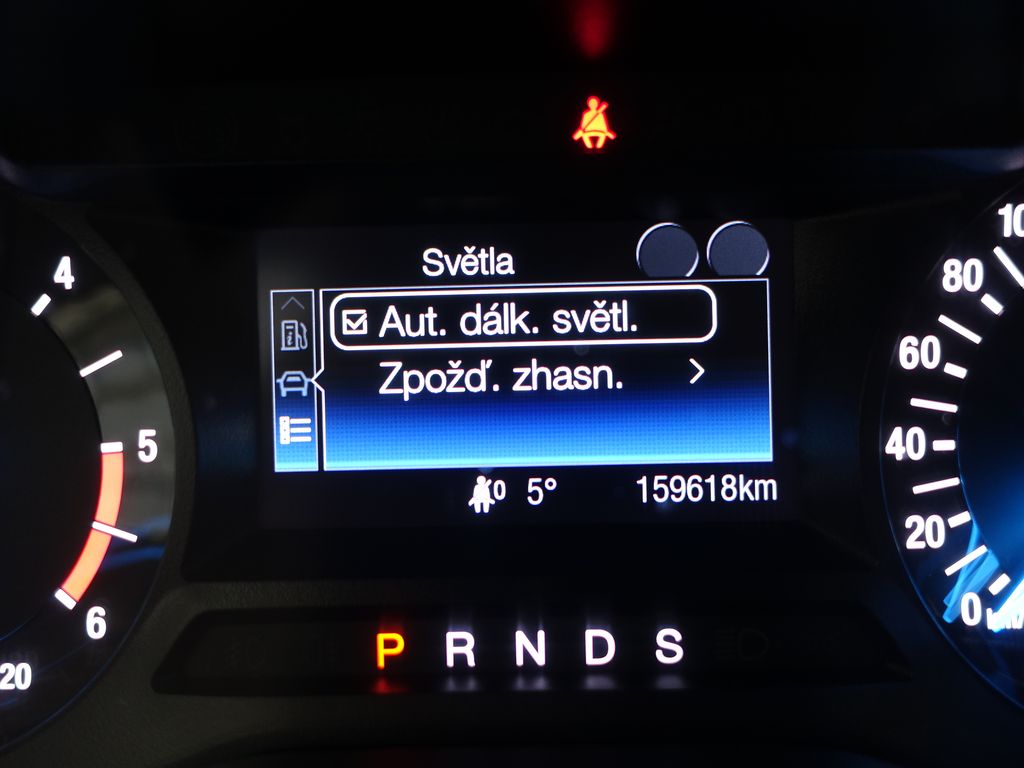 Světla
Aut. dálk. světl.
Zpožď. zhasn.
0 5° 159618km
P R N D S
4
5
6
20
80
60
40
20
0